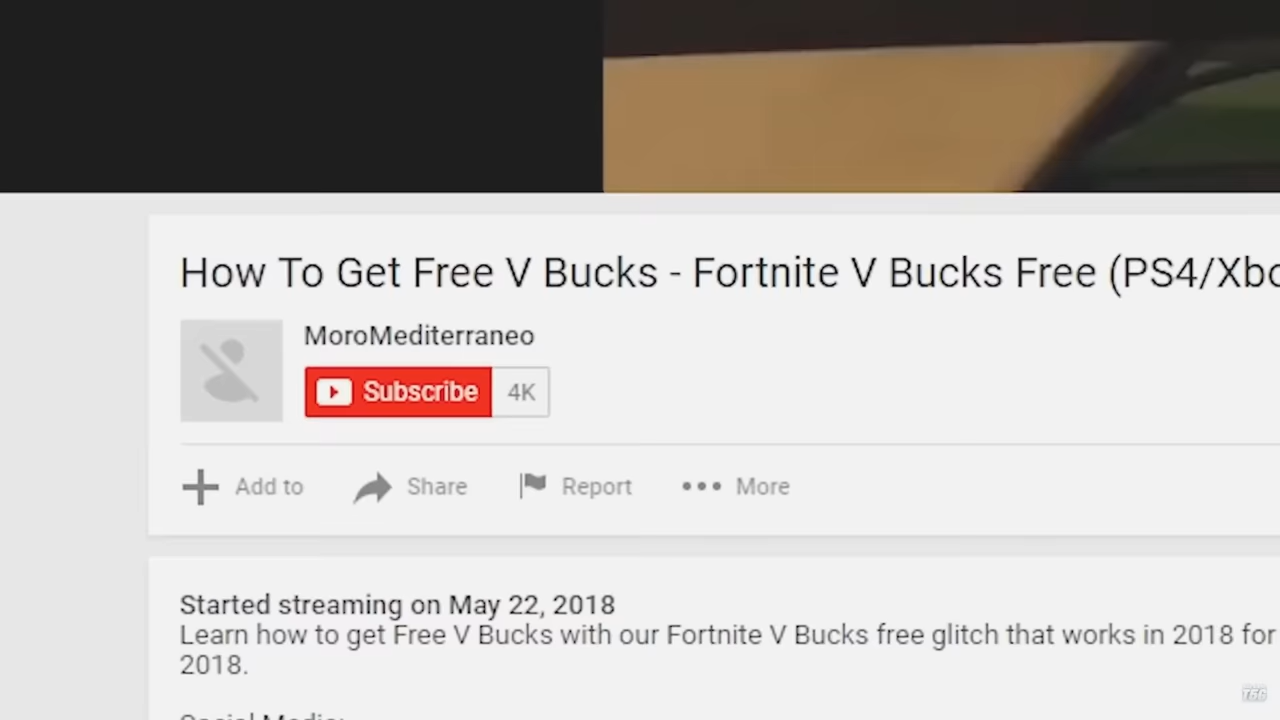 How To Get Free V Bucks - Fortnite V Bucks Free (PS4/Xbo
MoroMediterraneo
Subscribe 4K
Add to Share Report More
Started streaming on May 22, 2018
Learn how to get Free V Bucks with our Fortnite V Bucks free glitch that works in 2018 for
2018.
Social Media: